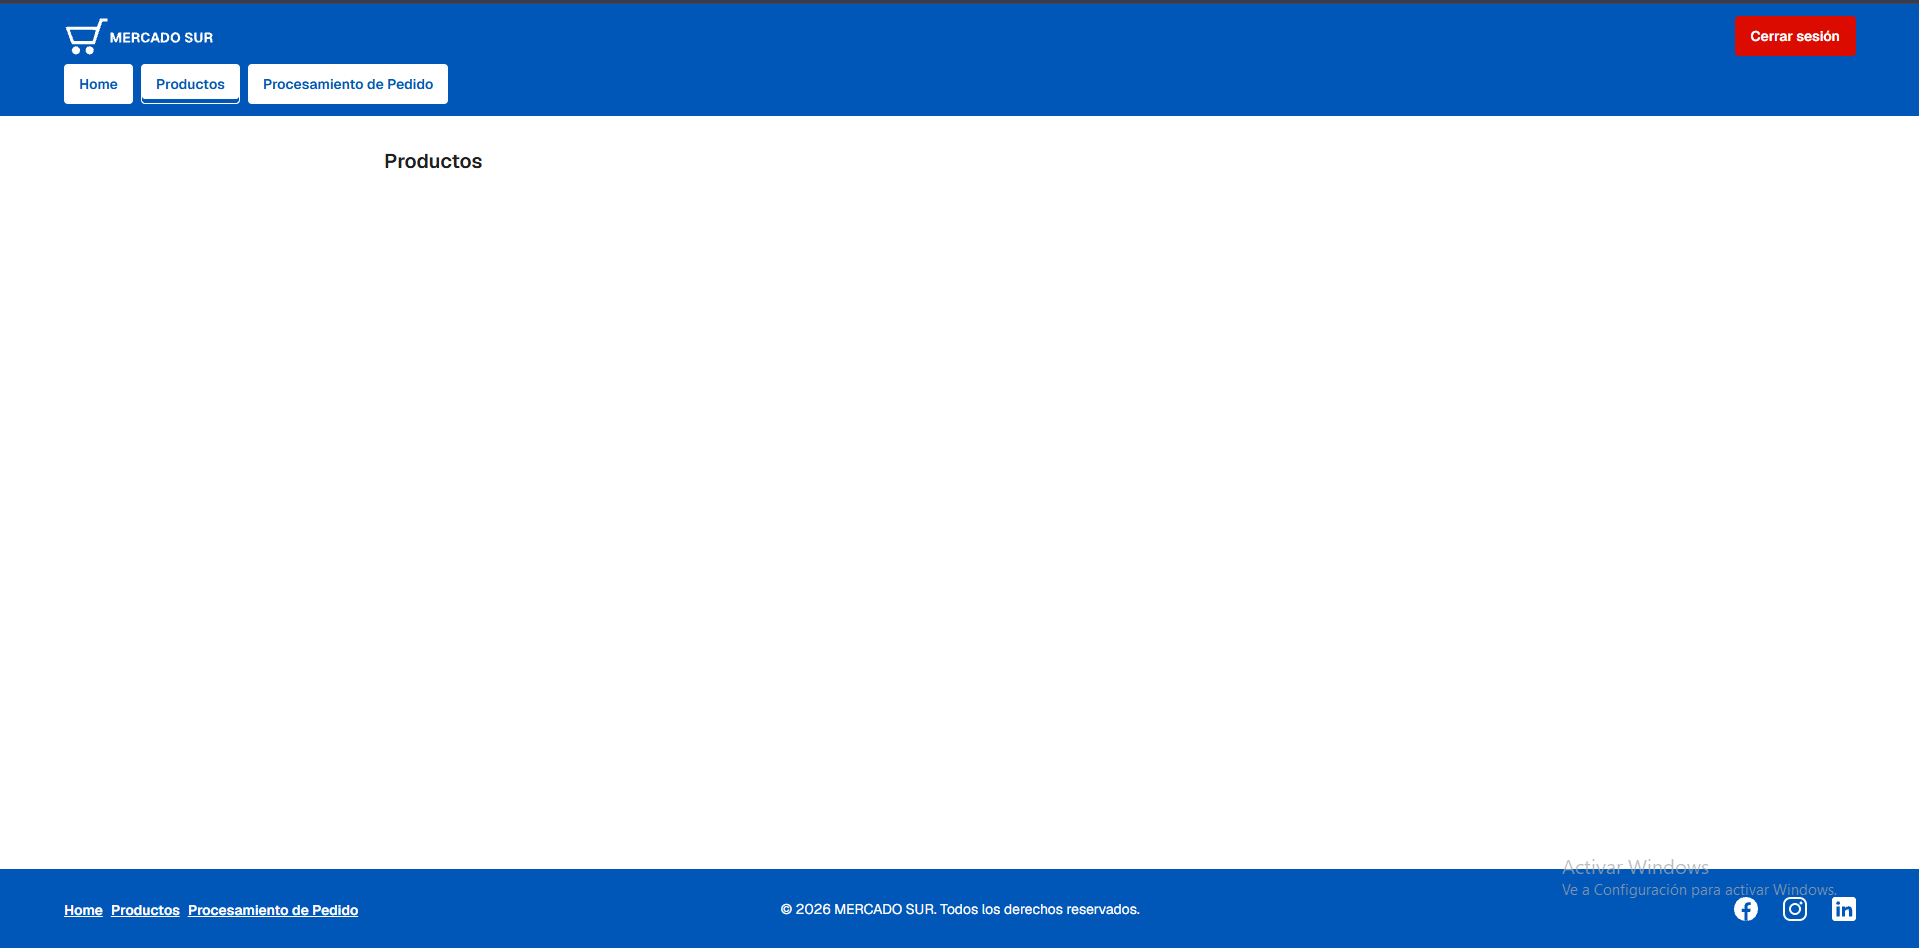 MERCADO SUR
Cerrar sesión
Home
Productos
Procesamiento de Pedido
Productos
Activar Windows
Ve a Configuración para activar Windows.
Home Productos Procesamiento de Pedido
© 2026 MERCADO SUR. Todos los derechos reservados.